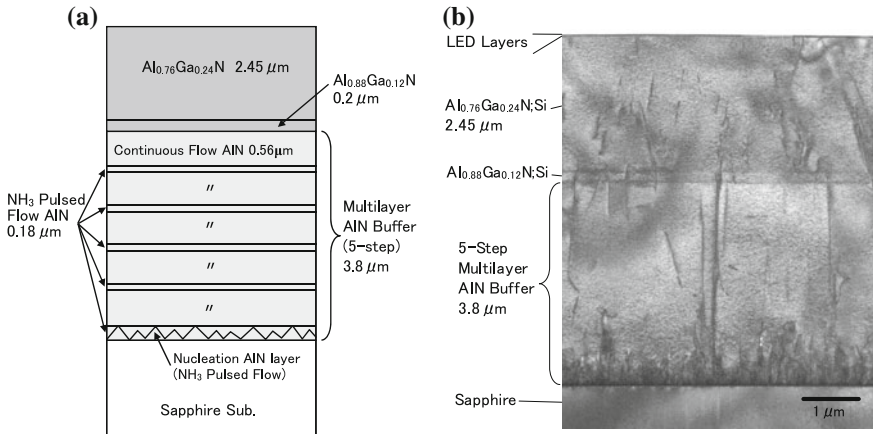 (a)
Al0.76Ga0.24N 2.45 μm
Al0.88Ga0.12N
0.2 μm
Continuous Flow AlN 0.56μm
NH3 Pulsed
Flow AlN
0.18 μm
〃
〃
〃
〃
Multilayer
AlN Buffer
(5-step)
3.8 μm
Nucleation AlN layer
(NH3 Pulsed Flow)
Sapphire Sub.
(b)
LED Layers
Al0.76Ga0.24N;Si
2.45 μm
Al0.88Ga0.12N;Si
5-Step
Multilayer
AlN Buffer
3.8 μm
Sapphire
1 μm